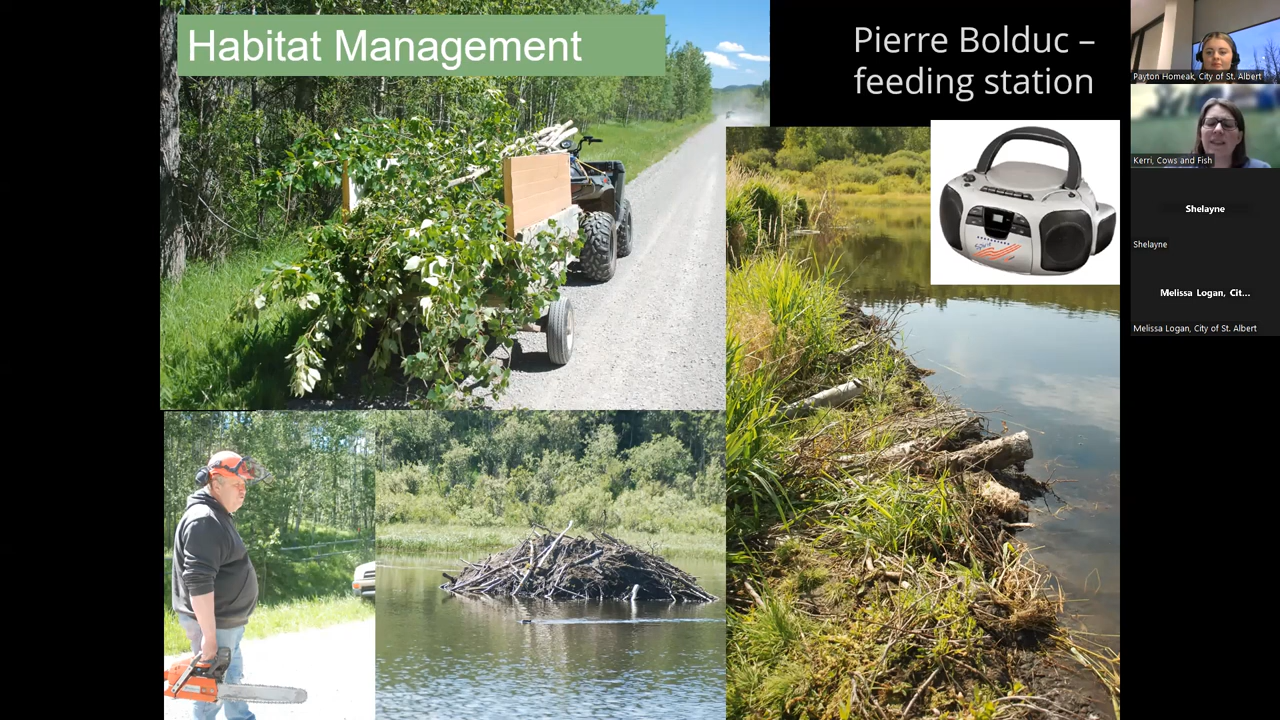 Habitat Management
Pierre Bolduc –
feeding station
Payton Homeak, City of St. Albert
Kerri, Cows and Fish
Shelayne
Shelayne
Melissa Logan, Cit...
Melissa Logan, City of St. Albert